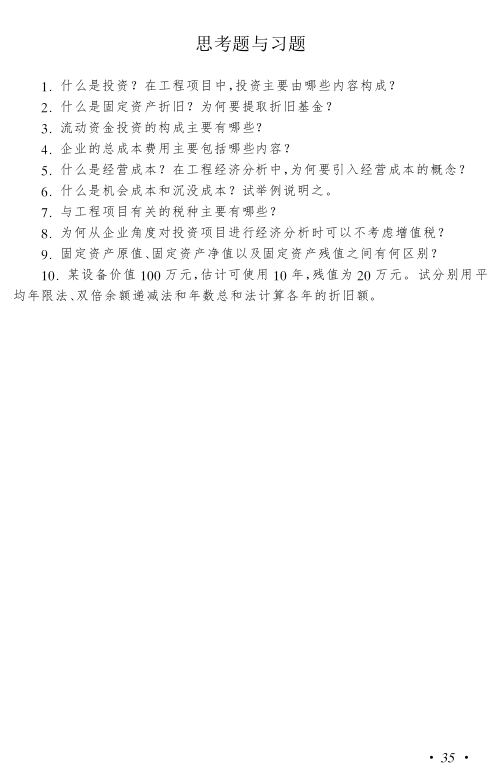 思考题与习题
1. 什么是投资？在工程项目中，投资主要由哪些内容构成？
2. 什么是固定资产折旧？为何要提取折旧基金？
3. 流动资金投资的构成主要有哪些？
4. 企业的总成本费用主要包括哪些内容？
5. 什么是经营成本？在工程经济分析中，为何要引入经营成本的概念？
6. 什么是机会成本和沉没成本？试举例说明之。
7. 与工程项目有关的税种主要有哪些？
8. 为何从企业角度对投资项目进行经济分析时可以不考虑增值税？
9. 固定资产原值、固定资产净值以及固定资产残值之间有何区别？
10. 某设备价值 100 万元，估计可使用 10 年，残值为 20 万元。试分别用平
均年限法、双倍余额递减法和年数总和法计算各年的折旧额。
· 35 ·